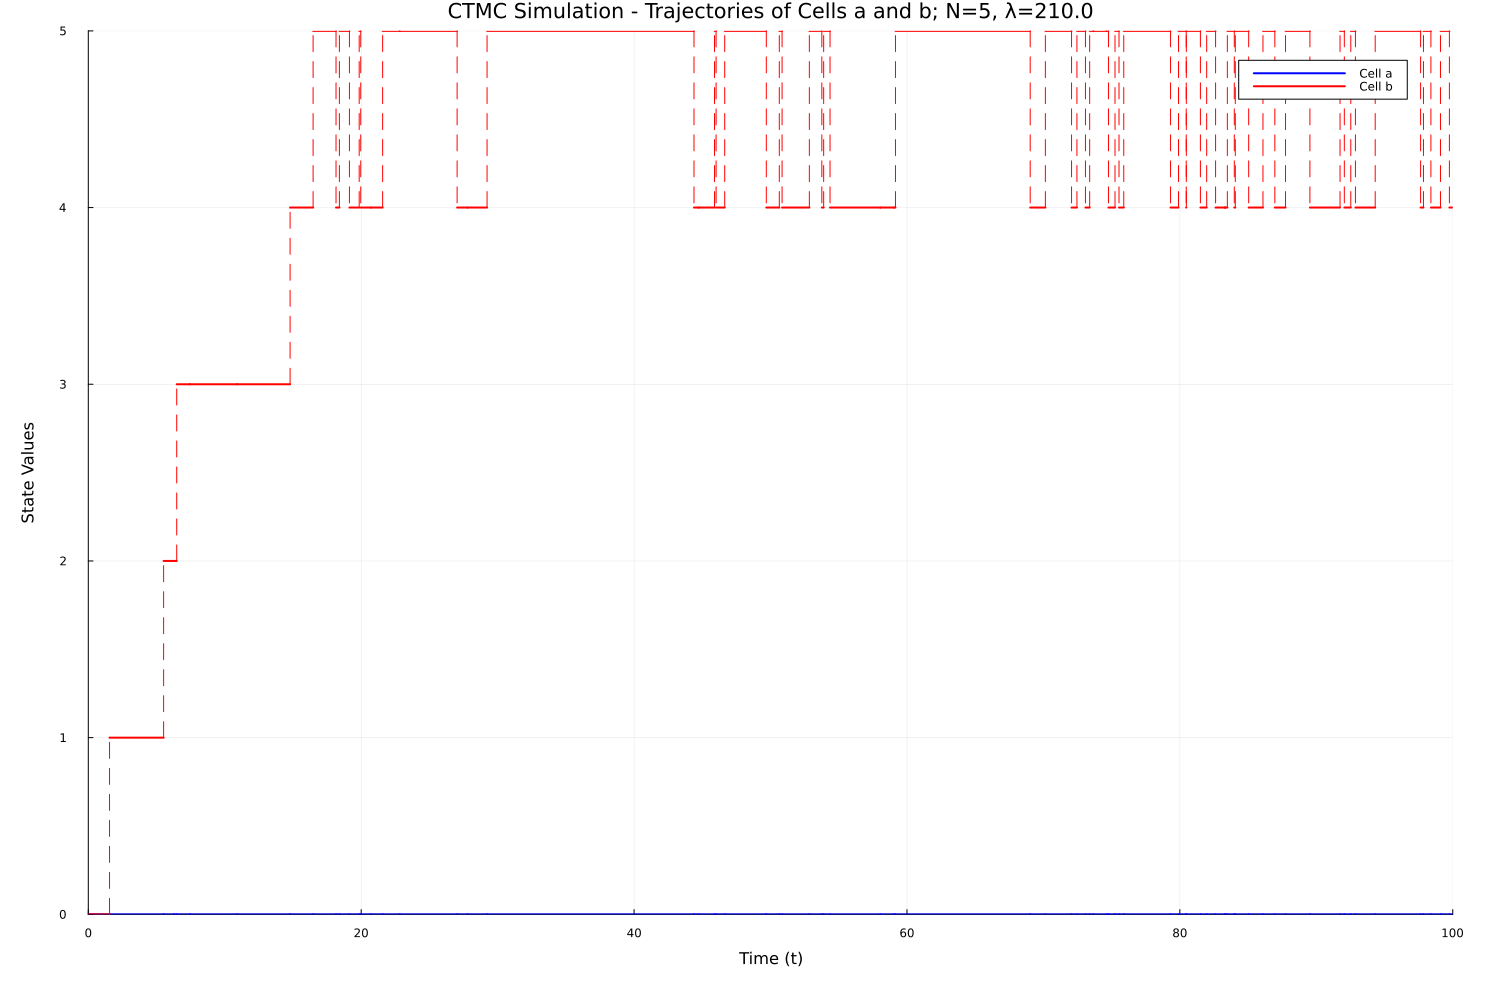 CTMC Simulation - Trajectories of Cells a and b; N=5, λ=210.0
5
Cell a
Cell b
4
3
State Values
2
1
0
0 20 40 60 80 100
Time (t)